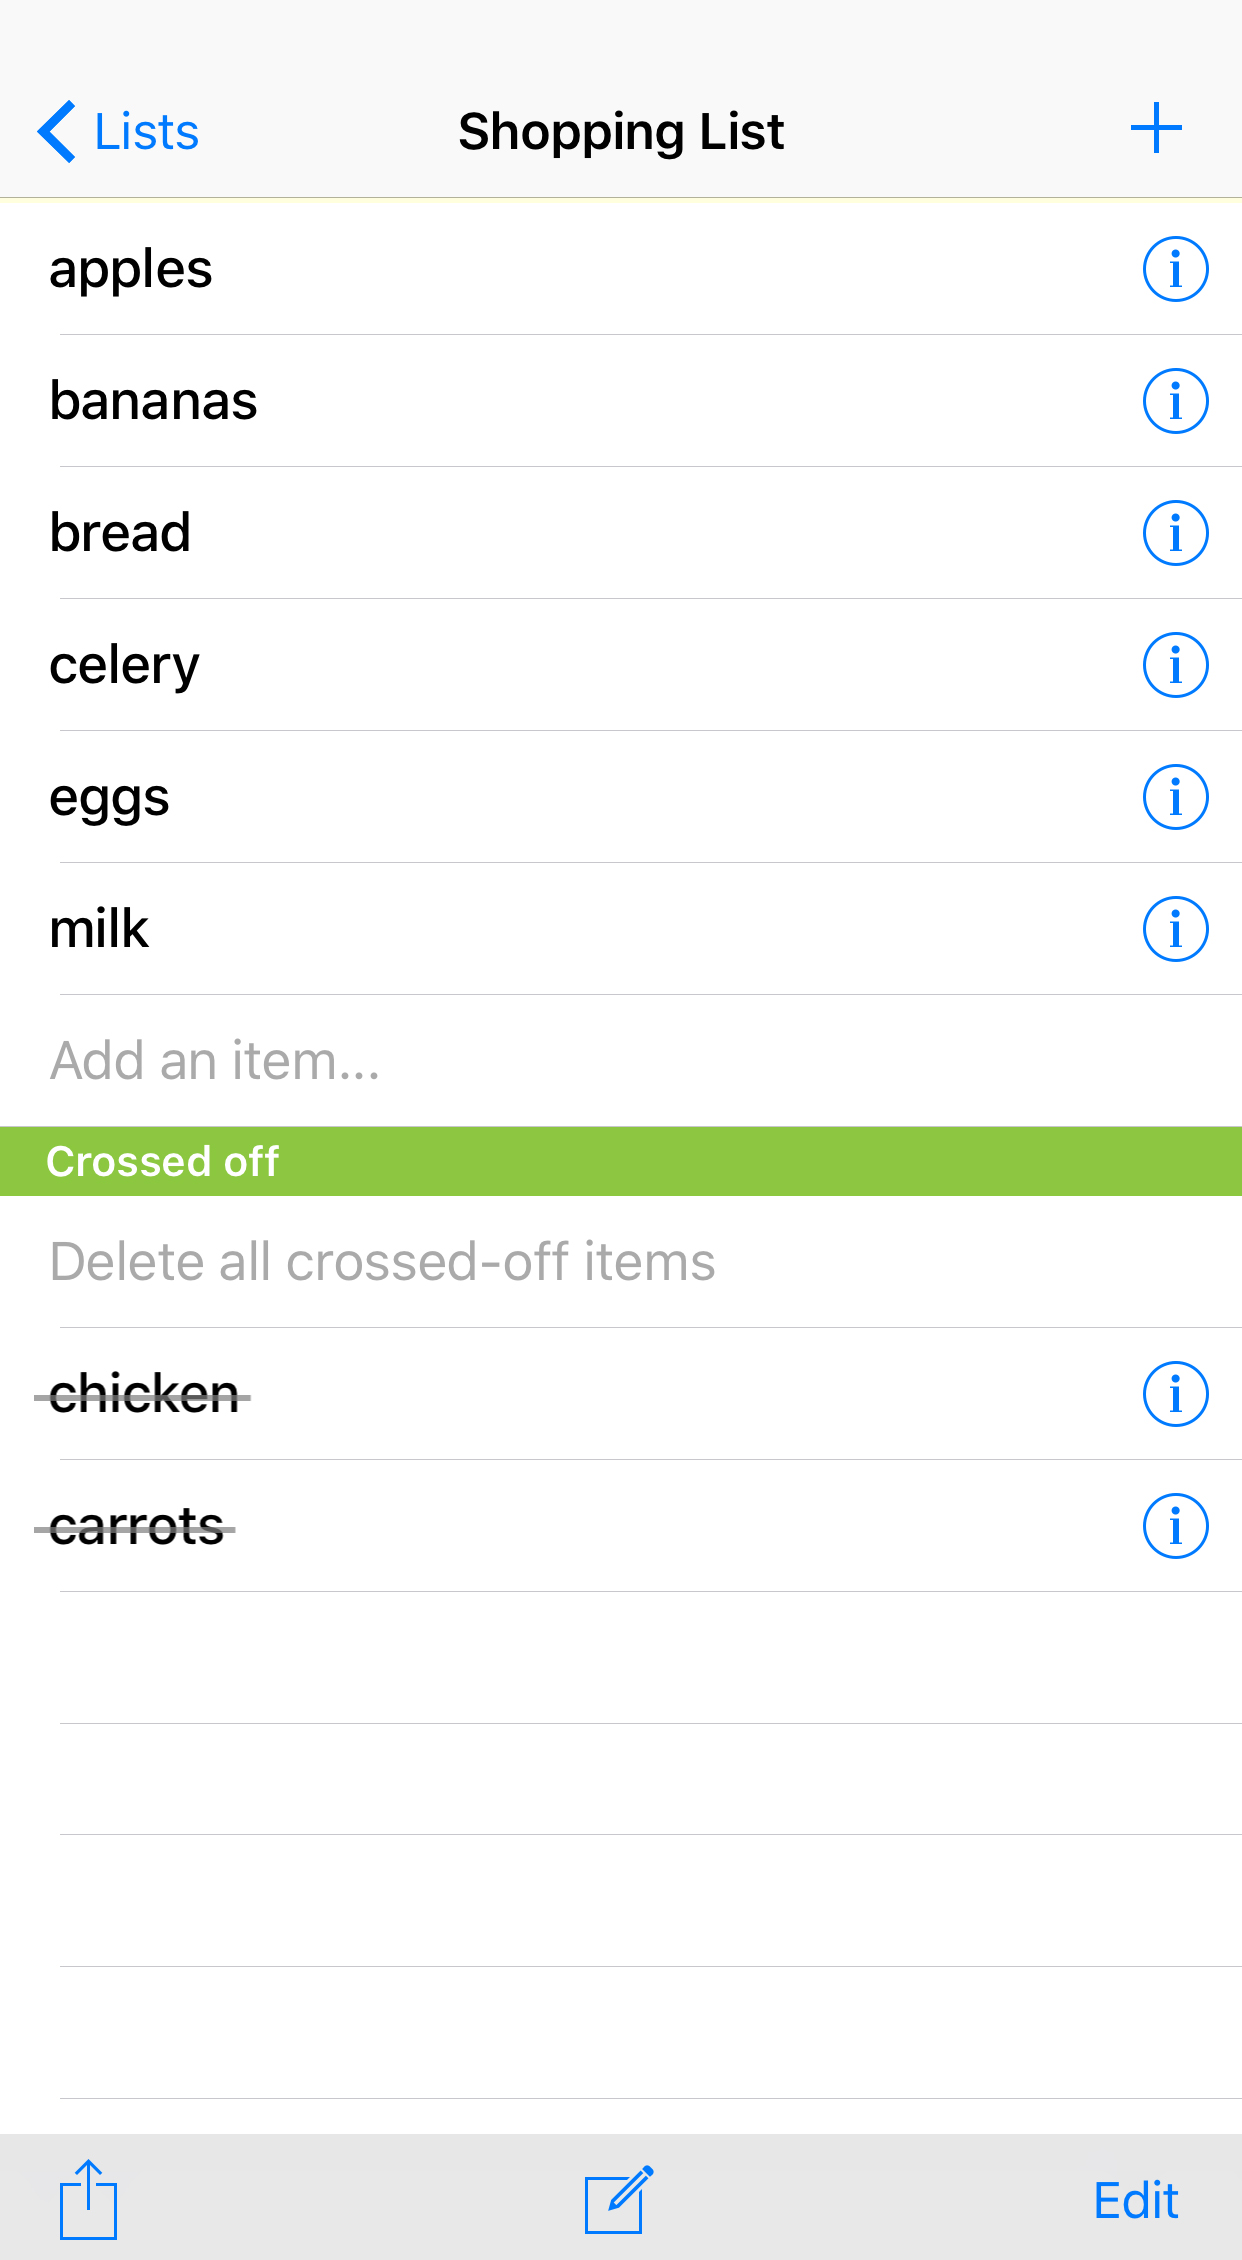 Lists
Shopping List
apples
bananas
bread
celery
eggs
milk
Add an item...
Crossed off
Delete all crossed-off items
chicken
carrots
Edit